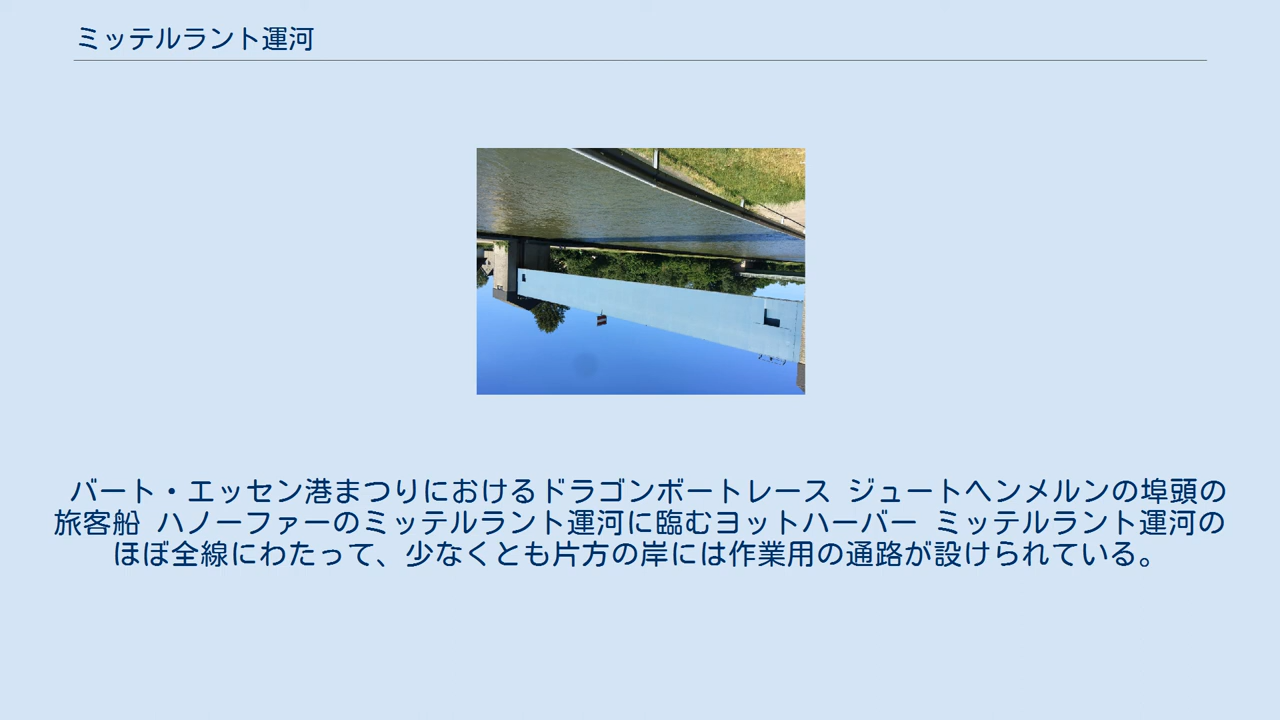 ミッテルラント運河
バート・エッセン港まつりにおけるドラゴンボートレース ジュートヘンメルンの埠頭の
旅客船 ハノーファーのミッテルラント運河に臨むヨットハーバー ミッテルラント運河の
ほぼ全線にわたって、少なくとも片方の岸には作業用の通路が設けられている。